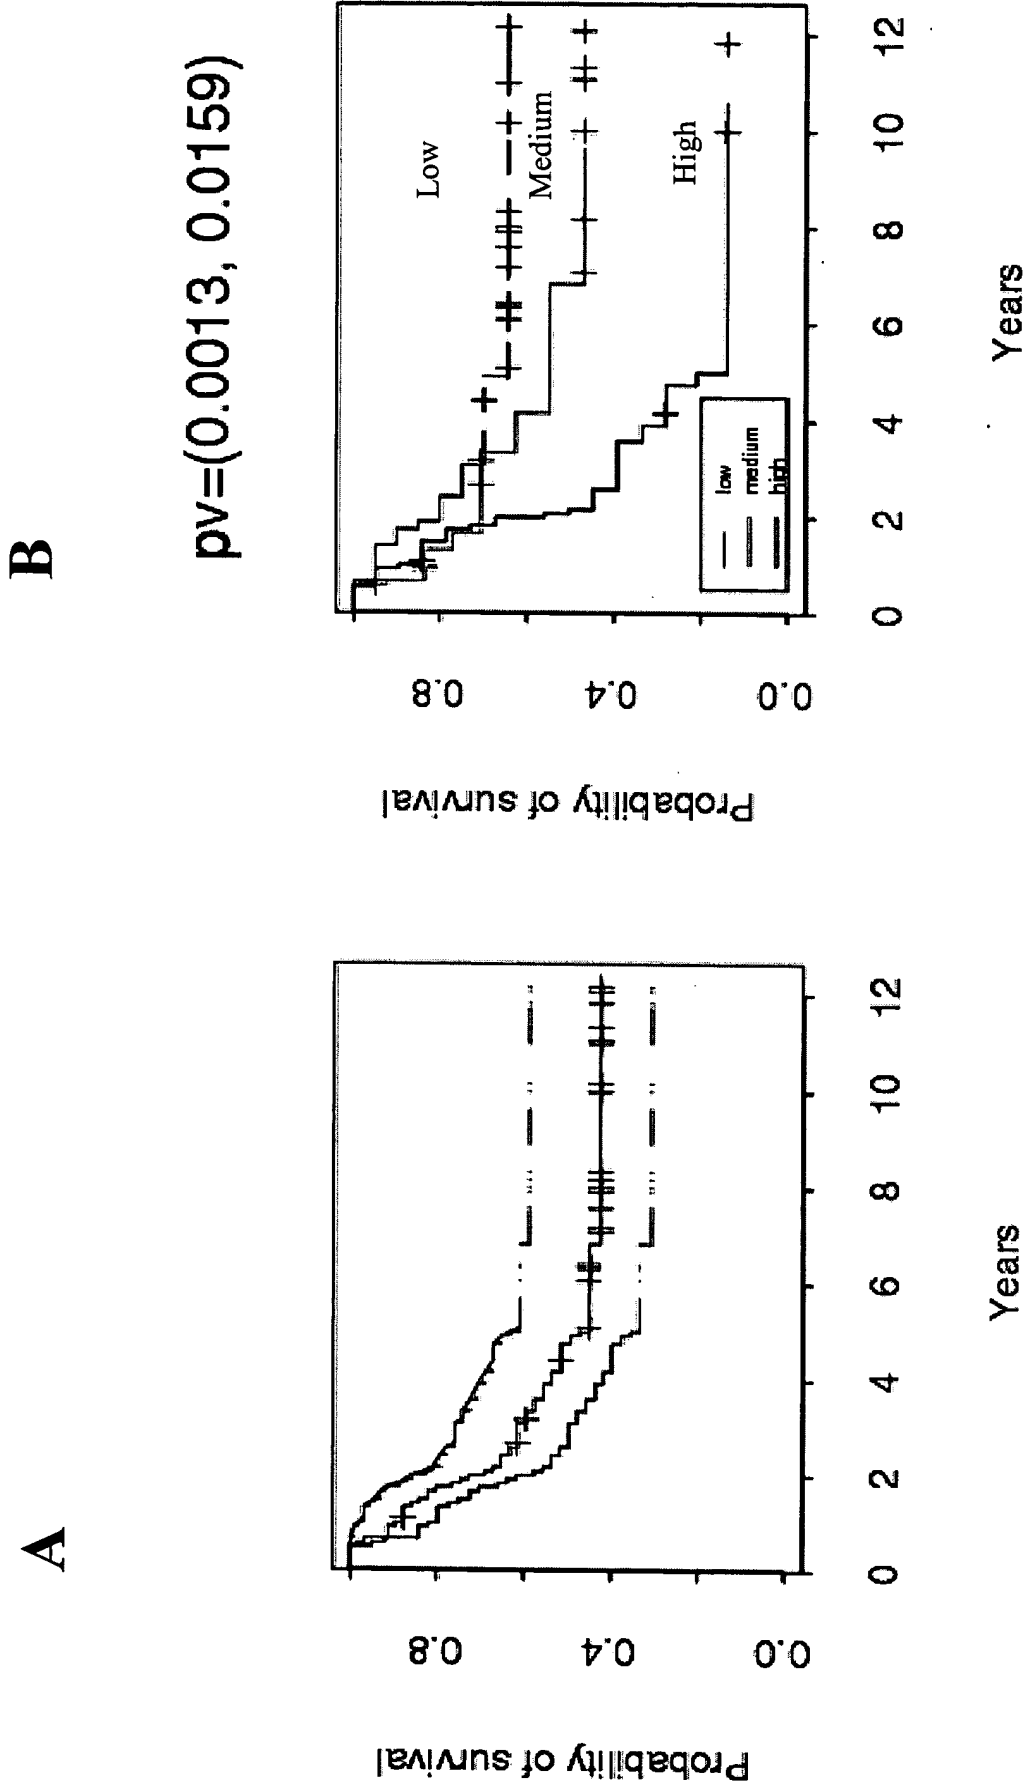 A
Probability of survival
0.8
0.4
0.0
0 2 4 6 8 10 12
Years
B
pv=(0.0013, 0.0159)
Probability of survival
0.8
0.4
0.0
Low
Medium
High
low
medium
high
0 2 4 6 8 10 12
Years